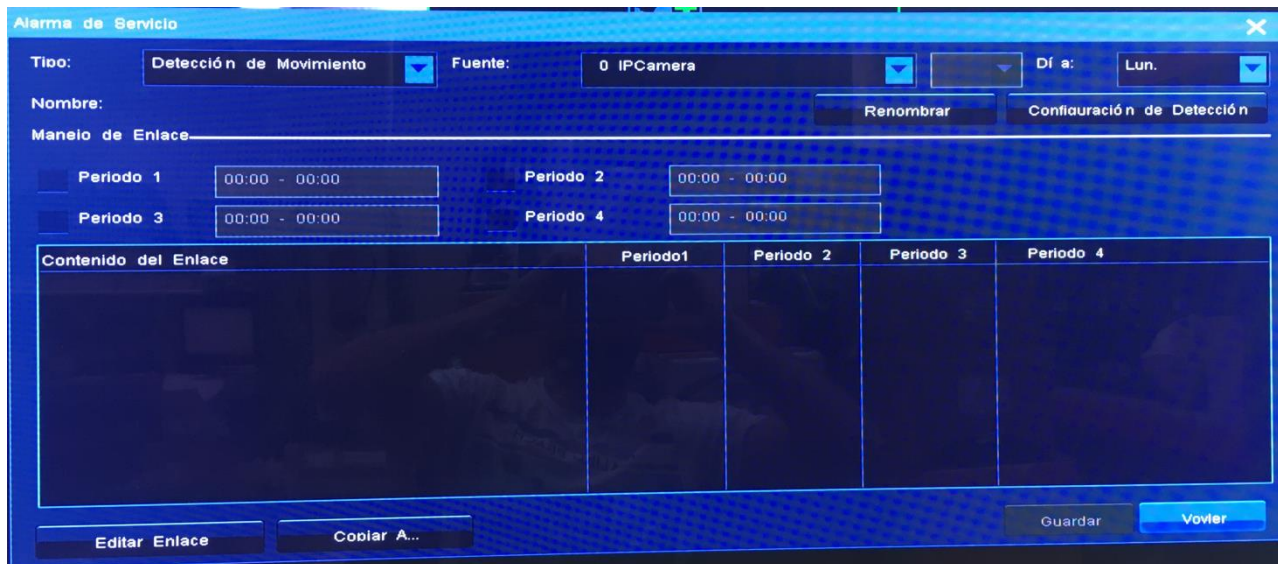 Alarma de Servicio
Tipo: Detección de Movimiento Fuente: 0 IPCamera Día: Lun.
Nombre: Renombrar Configuración de Detección
Manejo de Enlace
Periodo 1 00:00 - 00:00 Periodo 2 00:00 - 00:00
Periodo 3 00:00 - 00:00 Periodo 4 00:00 - 00:00
Contenido del Enlace Periodo1 Periodo 2 Periodo 3 Periodo 4
Guardar Vovler
Editar Enlace Copiar A...